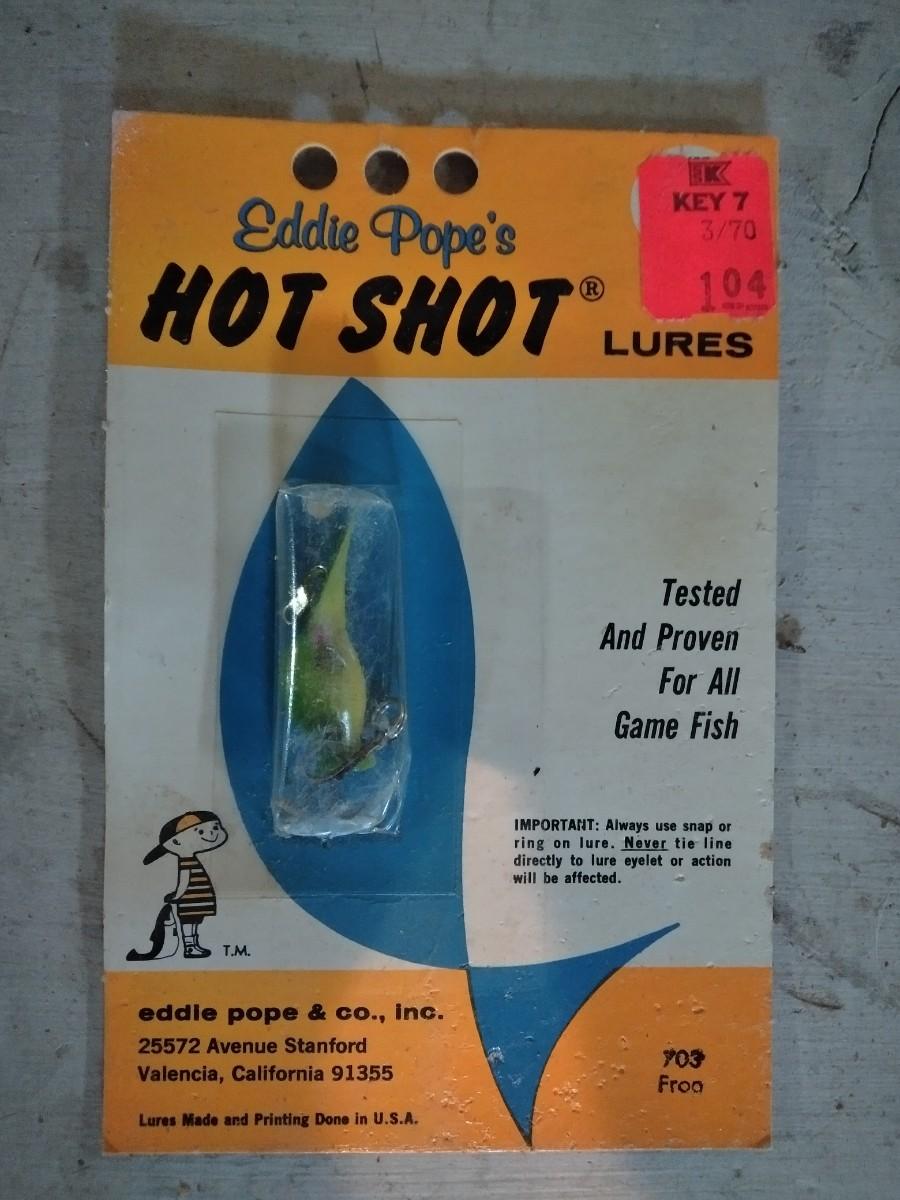 K
KEY 7
3/70
1 04
Eddie Pope's
HOT SHOT® LURES
Tested
And Proven
For All
Game Fish
IMPORTANT: Always use snap or
ring on lure. Never tie line
directly to lure eyelet or action
will be affected.
T.M.
eddie pope & co., inc.
25572 Avenue Stanford
Valencia, California 91355
Lures Made and Printing Done in U.S.A.
703
Frog